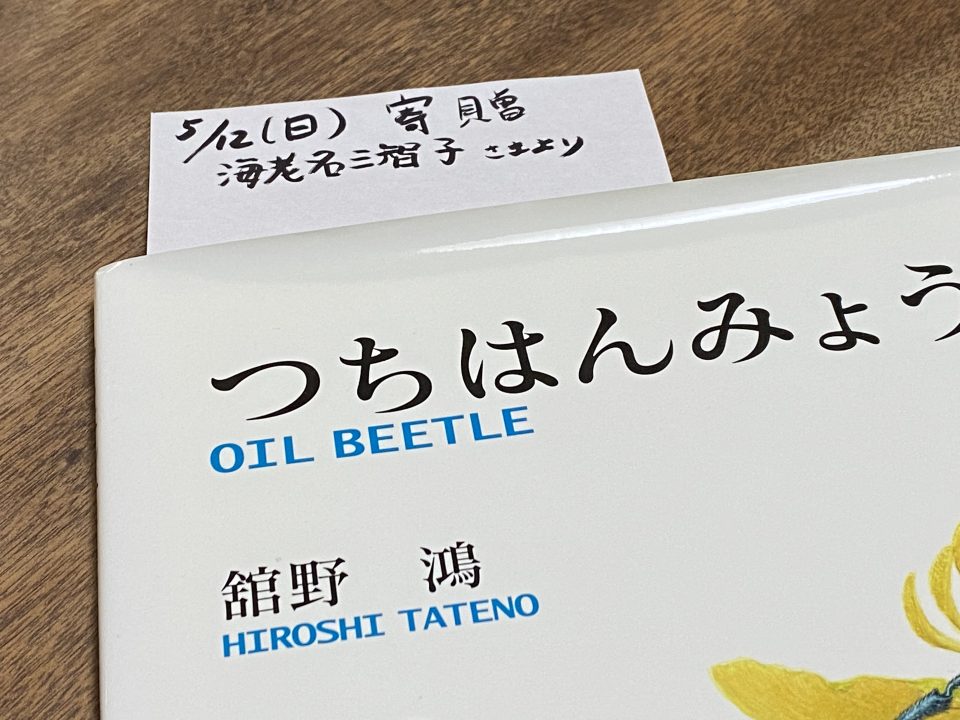 5/12(日) 寄贈
海老名三智子さまより
つちはんみょう
OIL BEETLE
舘野 鴻
HIROSHI TATENO